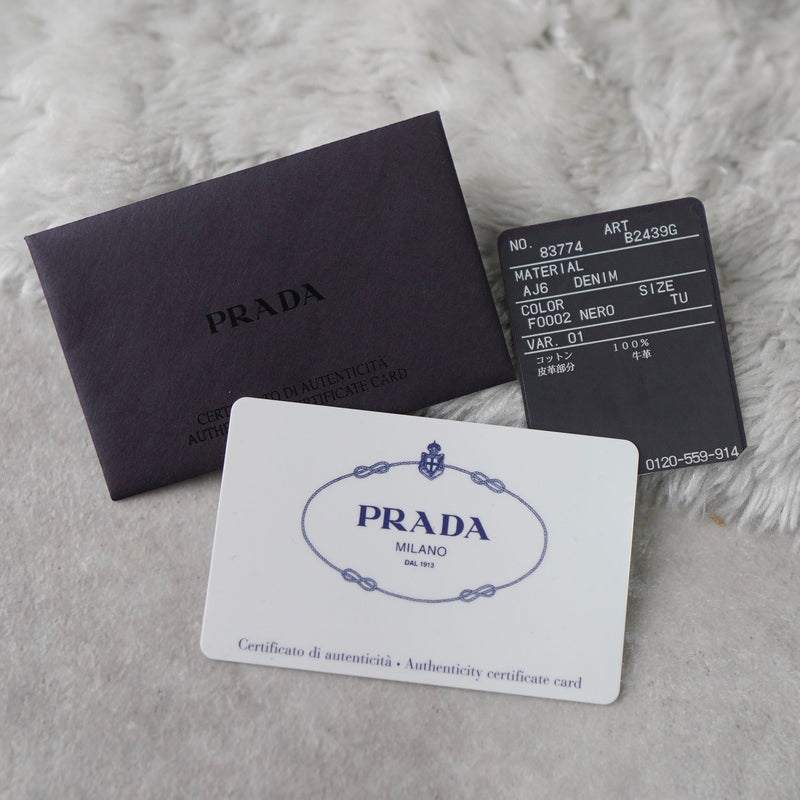 PRADA
CERTIFICATO DI AUTENTICITÀ
AUTHENTICITY CERTIFICATE CARD
NO. 83774 ART B2439G
MATERIAL
AJ6 DENIM
COLOR SIZE
F0002 NERO TU
VAR. 01
コットン 100%
皮革部分 牛革
0120-559-914
PRADA
MILANO
DAL 1913
Certificato di autenticità • Authenticity certificate card